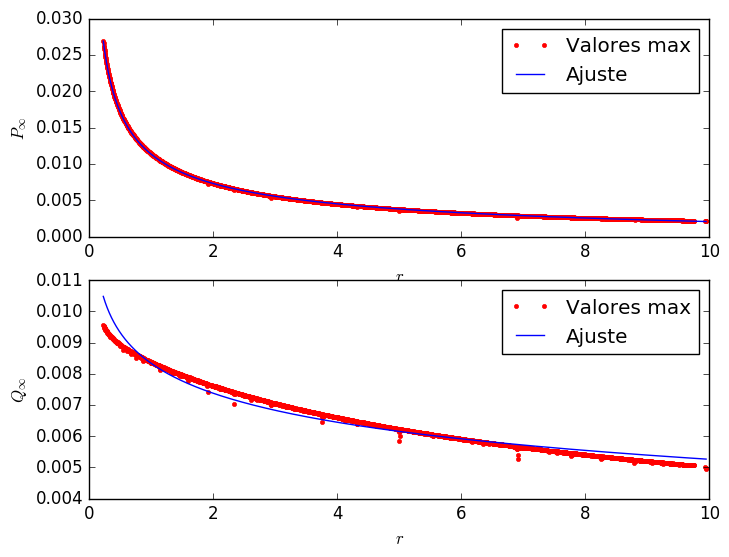 0.030
0.025
0.020
0.015
0.010
0.005
0.000
P∞
Valores max
Ajuste
0 2 4 6 8 10
r
0.011
0.010
0.009
0.008
0.007
0.006
0.005
0.004
Q∞
Valores max
Ajuste
0 2 4 6 8 10
r